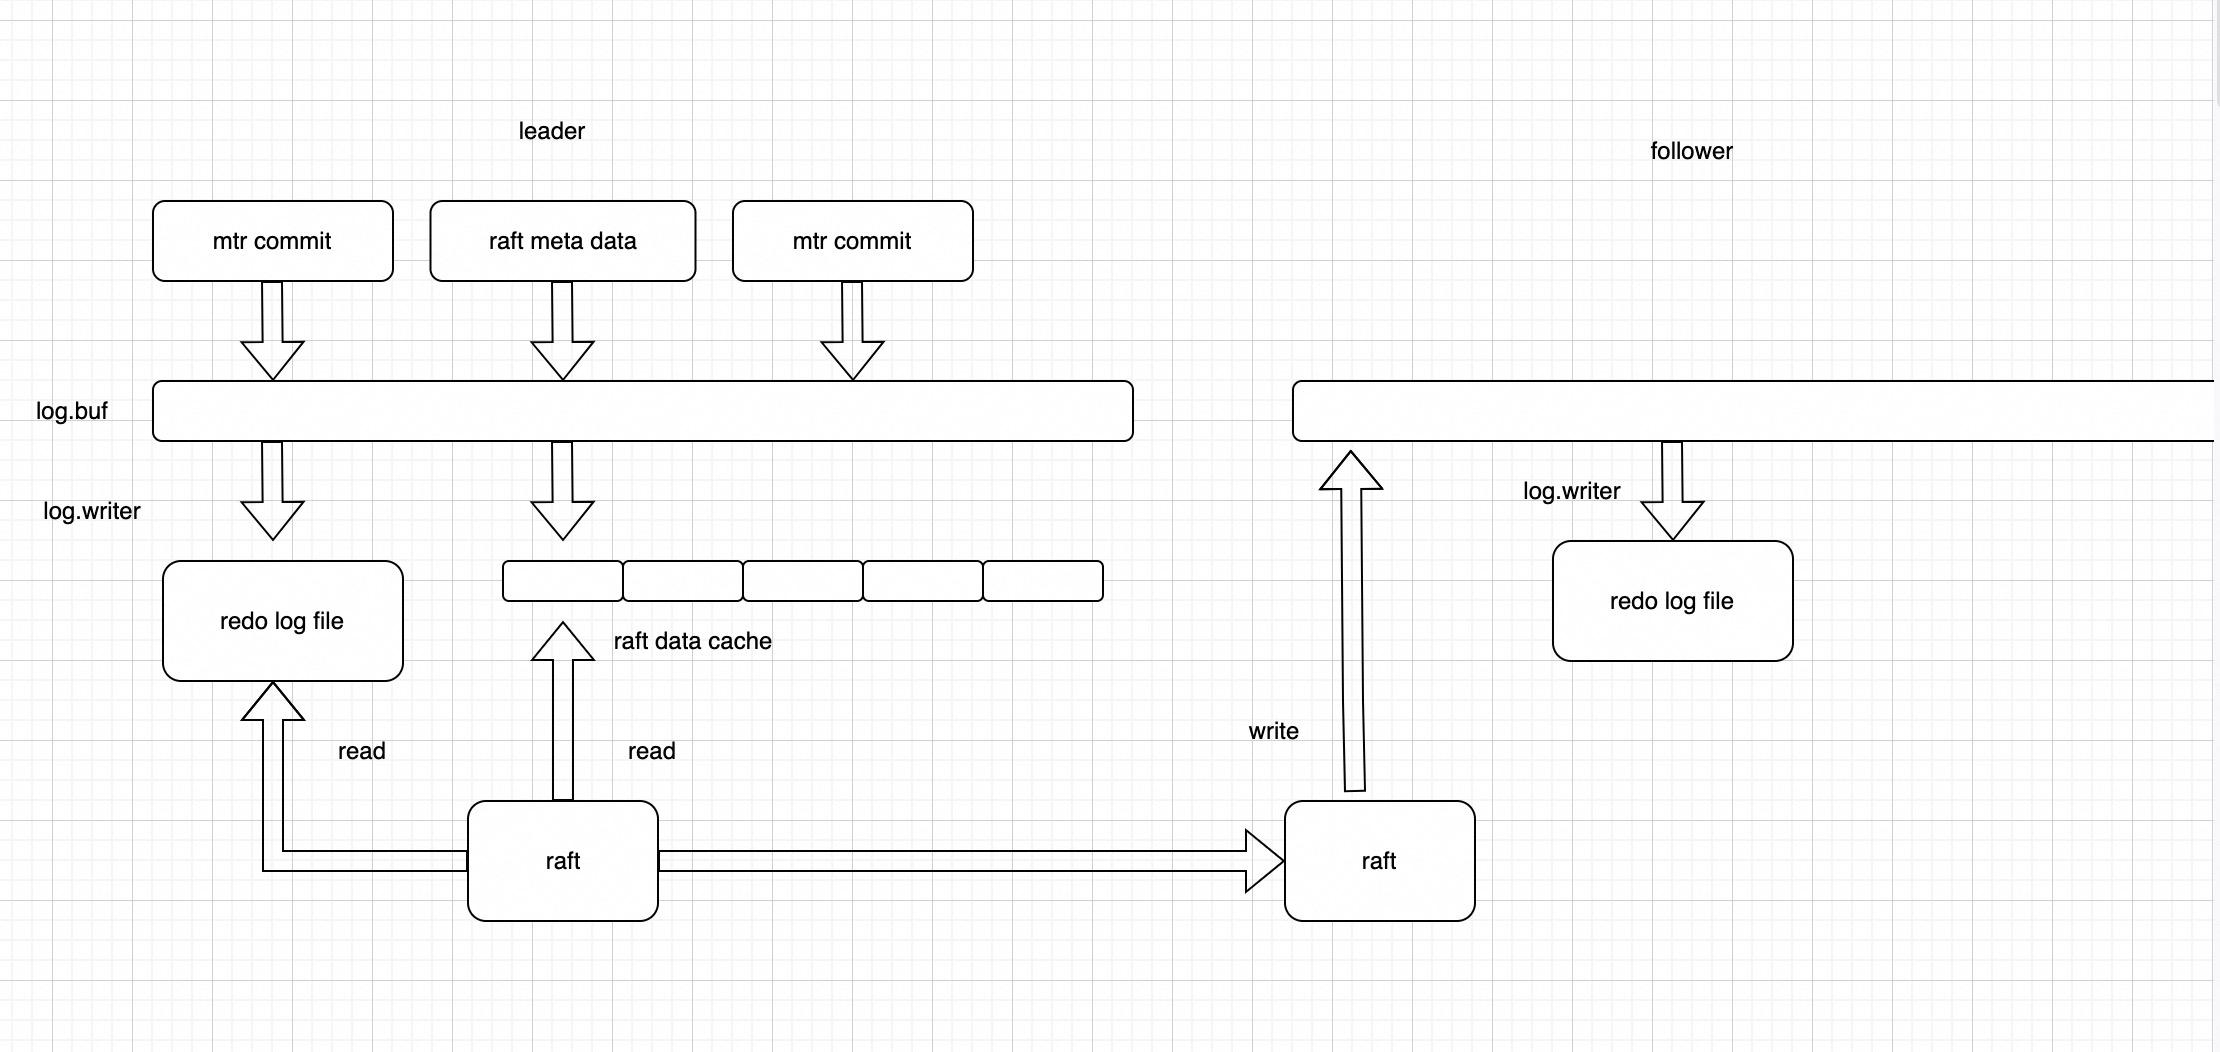 leader
follower
mtr commit
raft meta data
mtr commit
log.buf
log.writer
log.writer
redo log file
redo log file
raft data cache
read
read
write
raft
raft